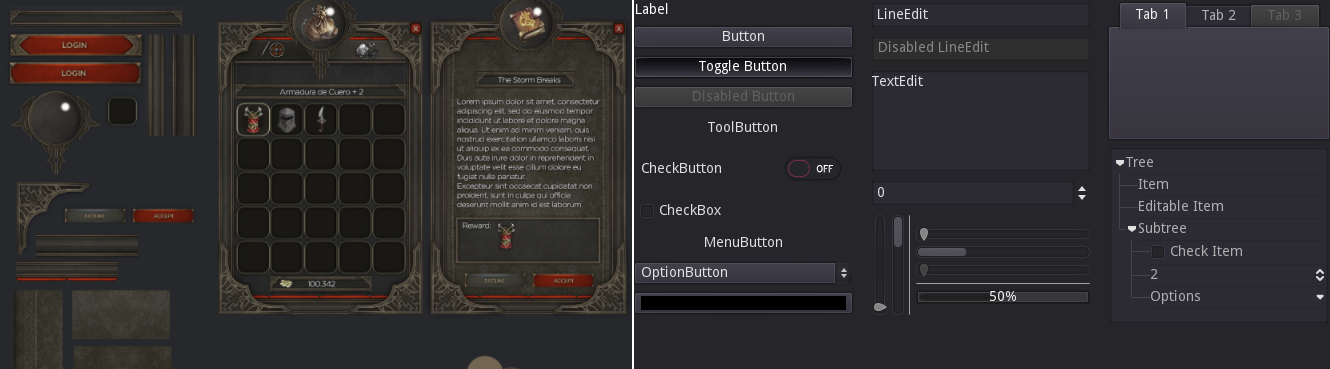 LOGIN
LOGIN
DECLINE
ACCEPT
X
Armadura de Cuero + 2
100.342
X
The Storm Breaks
Lorem ipsum dolor sit amet, consectetur
adipiscing elit, sed do eiusmod tempor
incididunt ut labore et dolore magna
aliqua. Ut enim ad minim veniam, quis
nostrud exercitation ullamco laboris nisi
ut aliquip ex ea commodo consequat.
Duis aute irure dolor in reprehenderit in
voluptate velit esse cillum dolore eu
fugiat nulla pariatur.
Excepteur sint occaecat cupidatat non
proident, sunt in culpa qui officia
deserunt mollit anim id est laborum.
Reward:
DECLINE
ACCEPT
Label
Button
Toggle Button
Disabled Button
ToolButton
CheckButton
OFF
CheckBox
MenuButton
OptionButton
LineEdit
Disabled LineEdit
TextEdit
0
50%
Tab 1
Tab 2
Tab 3
Tree
Item
Editable Item
Subtree
Check Item
2
Options